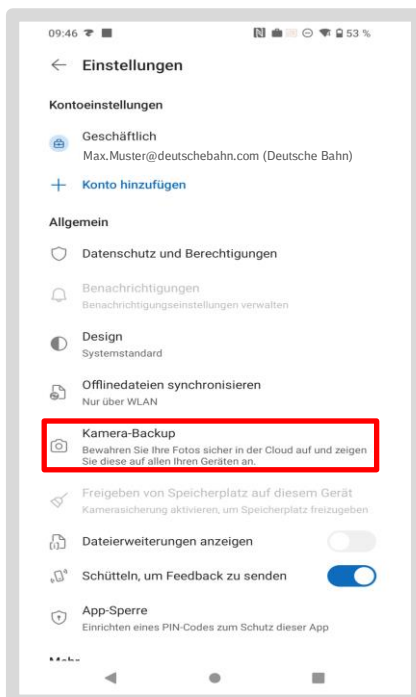 09:46 53 %
Einstellungen
Kontoeinstellungen
Geschäftlich
Max.Muster@deutschebahn.com (Deutsche Bahn)
Konto hinzufügen
Allgemein
Datenschutz und Berechtigungen
Benachrichtigungen
Benachrichtigungseinstellungen verwalten
Design
Systemstandard
Offlinedateien synchronisieren
Nur über WLAN
Kamera-Backup
Bewahren Sie Ihre Fotos sicher in der Cloud auf und zeigen
Sie diese auf allen Ihren Geräten an.
Freigeben von Speicherplatz auf diesem Gerät
Kamerasicherung aktivieren, um Speicherplatz freizugeben
Dateierweiterungen anzeigen
Schütteln, um Feedback zu senden
App-Sperre
Einrichten eines PIN-Codes zum Schutz dieser App